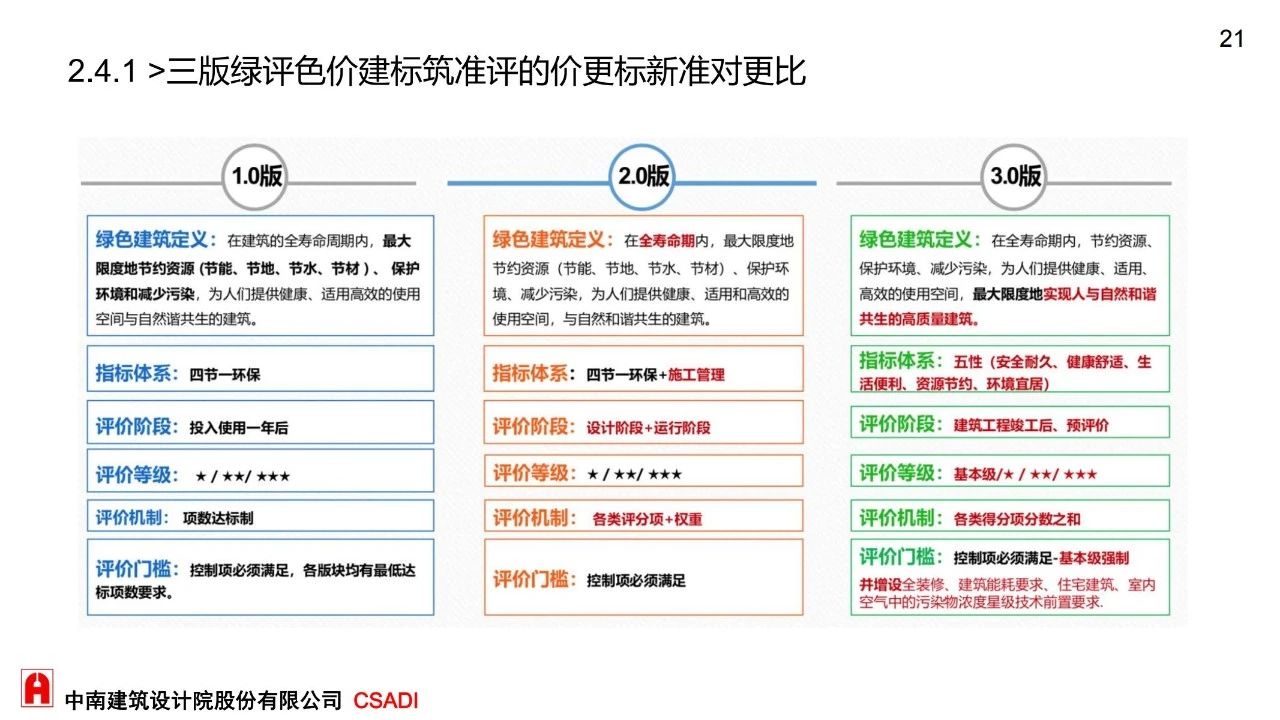 21
2.4.1 >三版绿评色价建标筑准评的价更标新准对更比
1.0版
绿色建筑定义：在建筑的全寿命周期内，最大
限度地节约资源 (节能、节地、节水、节材 ) 、 保护
环境和减少污染，为人们提供健康、适用高效的使用
空间与自然谐共生的建筑。
指标体系：四节一环保
评价阶段：投入使用一年后
评价等级： ★ / ★★/ ★★★
评价机制： 项数达标制
评价门槛：控制项必须满足，各版块均有最低达
标项数要求。
2.0版
绿色建筑定义：在全寿命期内，最大限度地
节约资源（节能、节地、节水、节材）、保护环
境、减少污染，为人们提供健康、适用和高效的
使用空间，与自然和谐共生的建筑。
指标体系：四节一环保+施工管理
评价阶段：设计阶段+运行阶段
评价等级：★ / ★★/ ★★★
评价机制： 各类评分项+权重
评价门槛：控制项必须满足
3.0版
绿色建筑定义：在全寿命期内，节约资源、
保护环境、减少污染，为人们提供健康、适用、
高效的使用空间，最大限度地实现人与自然和谐
共生的高质量建筑。
指标体系：五性（安全耐久、健康舒适、生
活便利、资源节约、环境宜居）
评价阶段：建筑工程竣工后、预评价
评价等级：基本级/★ / ★★/ ★★★
评价机制：各类得分项分数之和
评价门槛：控制项必须满足-基本级强制
并增设全装修、建筑能耗要求、住宅建筑、室内
空气中的污染物浓度星级技术前置要求.
中南建筑设计院股份有限公司 CSADI